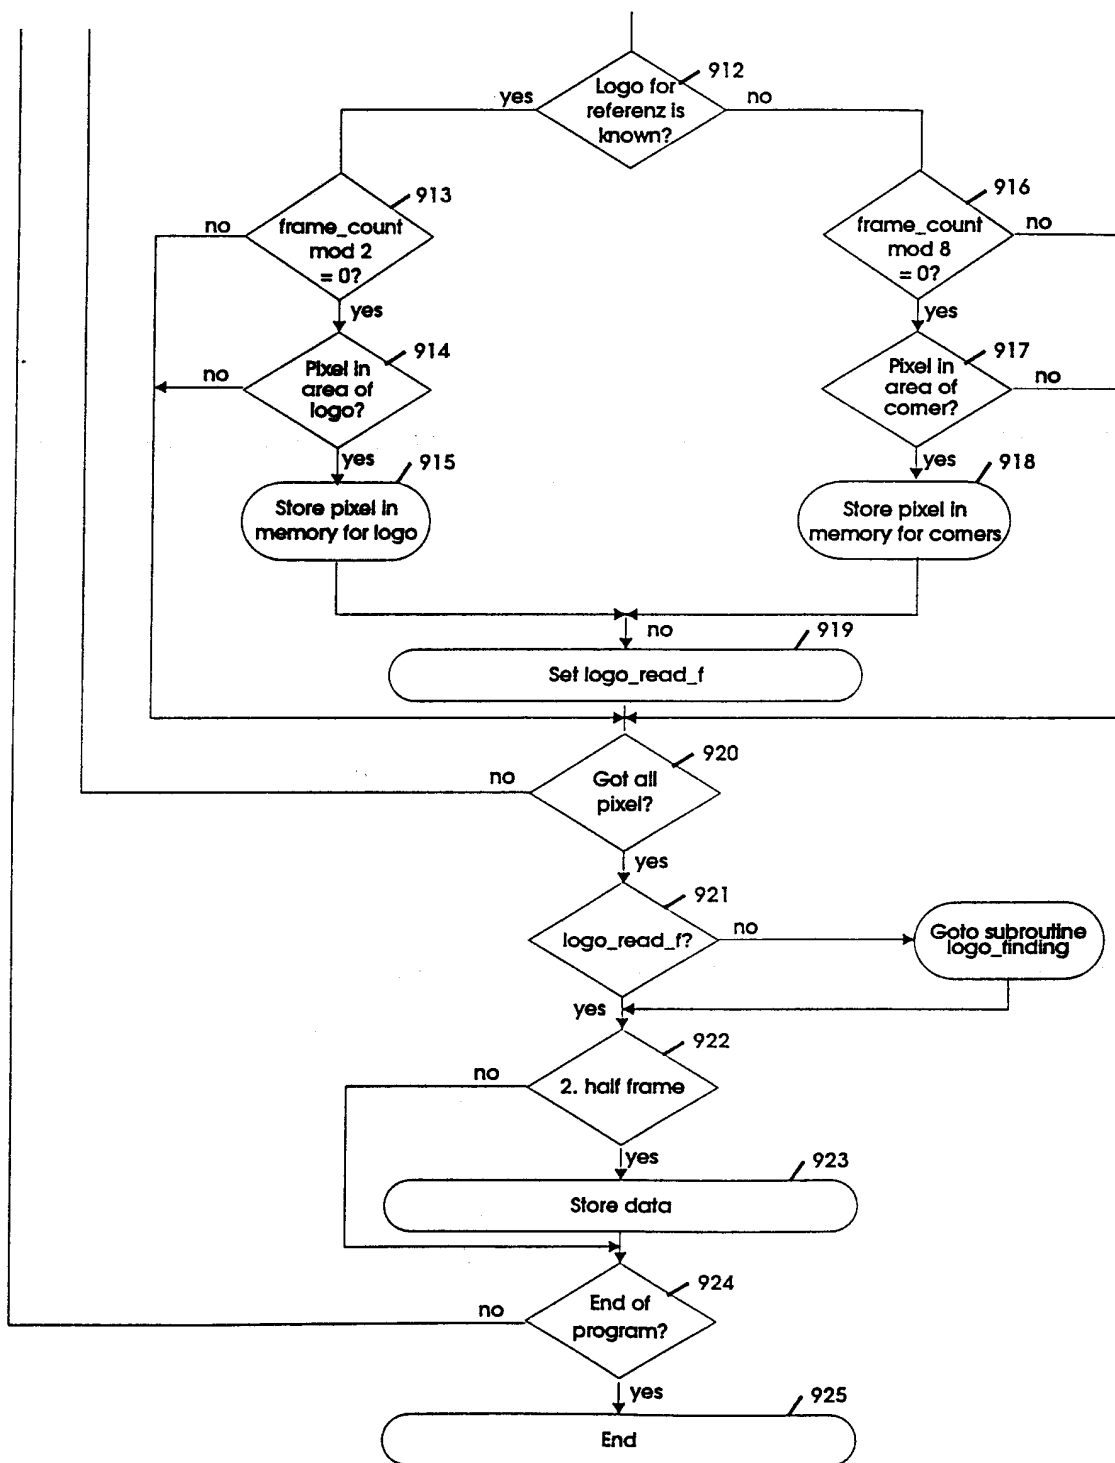 912
Logo for
referenz is
known?
yes
no
913
frame_count
mod 2
= 0?
no
yes
916
frame_count
mod 8
= 0?
no
yes
914
Pixel in
area of
logo?
no
yes
917
Pixel in
area of
corner?
no
yes
915
Store pixel in
memory for logo
918
Store pixel in
memory for corners
no
919
Set logo_read_f
920
Got all
pixel?
no
yes
921
logo_read_f?
no
Goto subroutine
logo_finding
yes
922
2. half frame
no
yes
923
Store data
924
End of
program?
no
yes
925
End